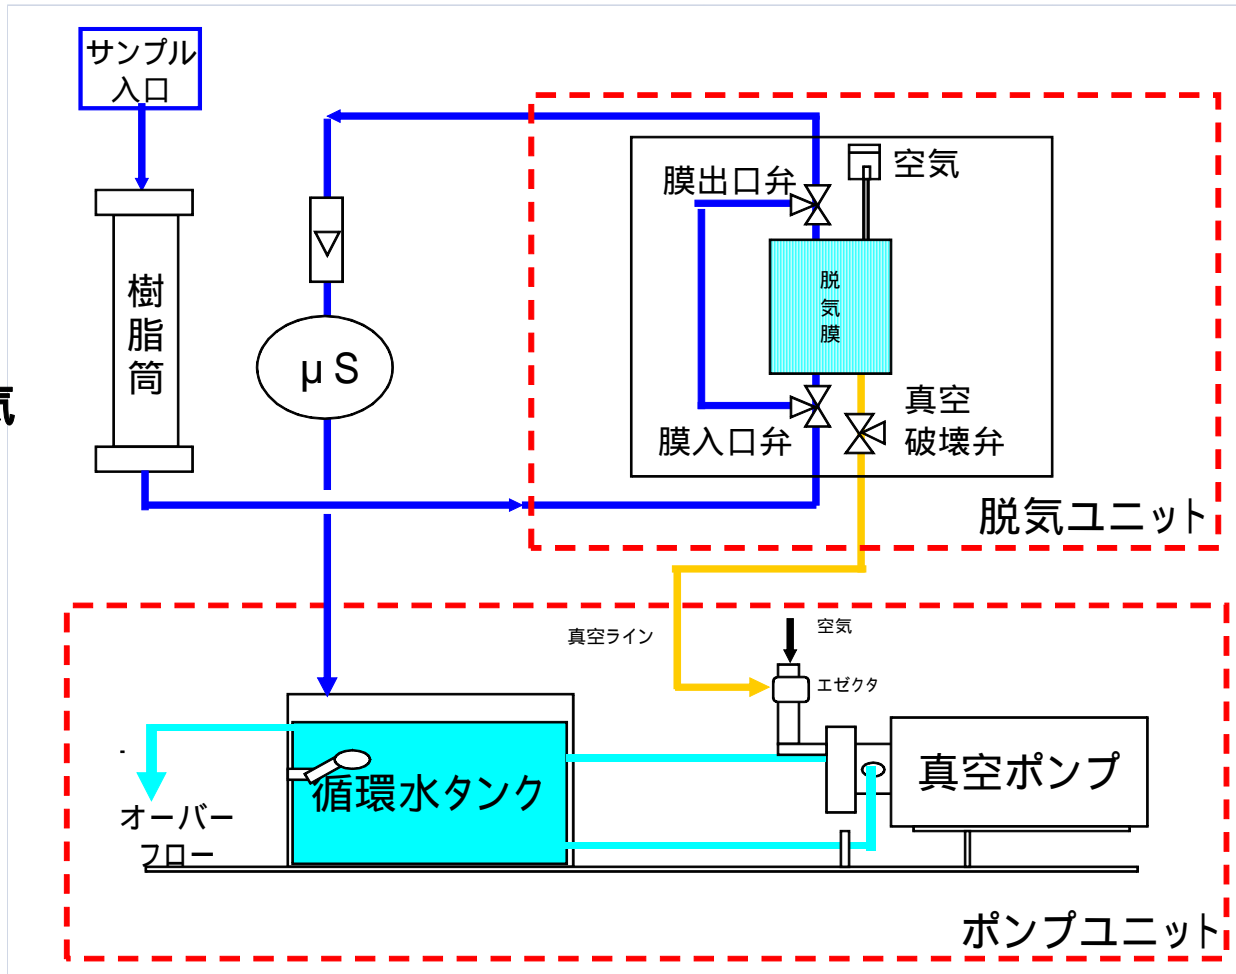 サンプル
入口
樹
脂
筒
μS
膜出口弁
空気
脱
気
膜
膜入口弁
真空
破壊弁
脱気ユニット
真空ライン
空気
エゼクタ
循環水タンク
真空ポンプ
オーバー
フロー
ポンプユニット